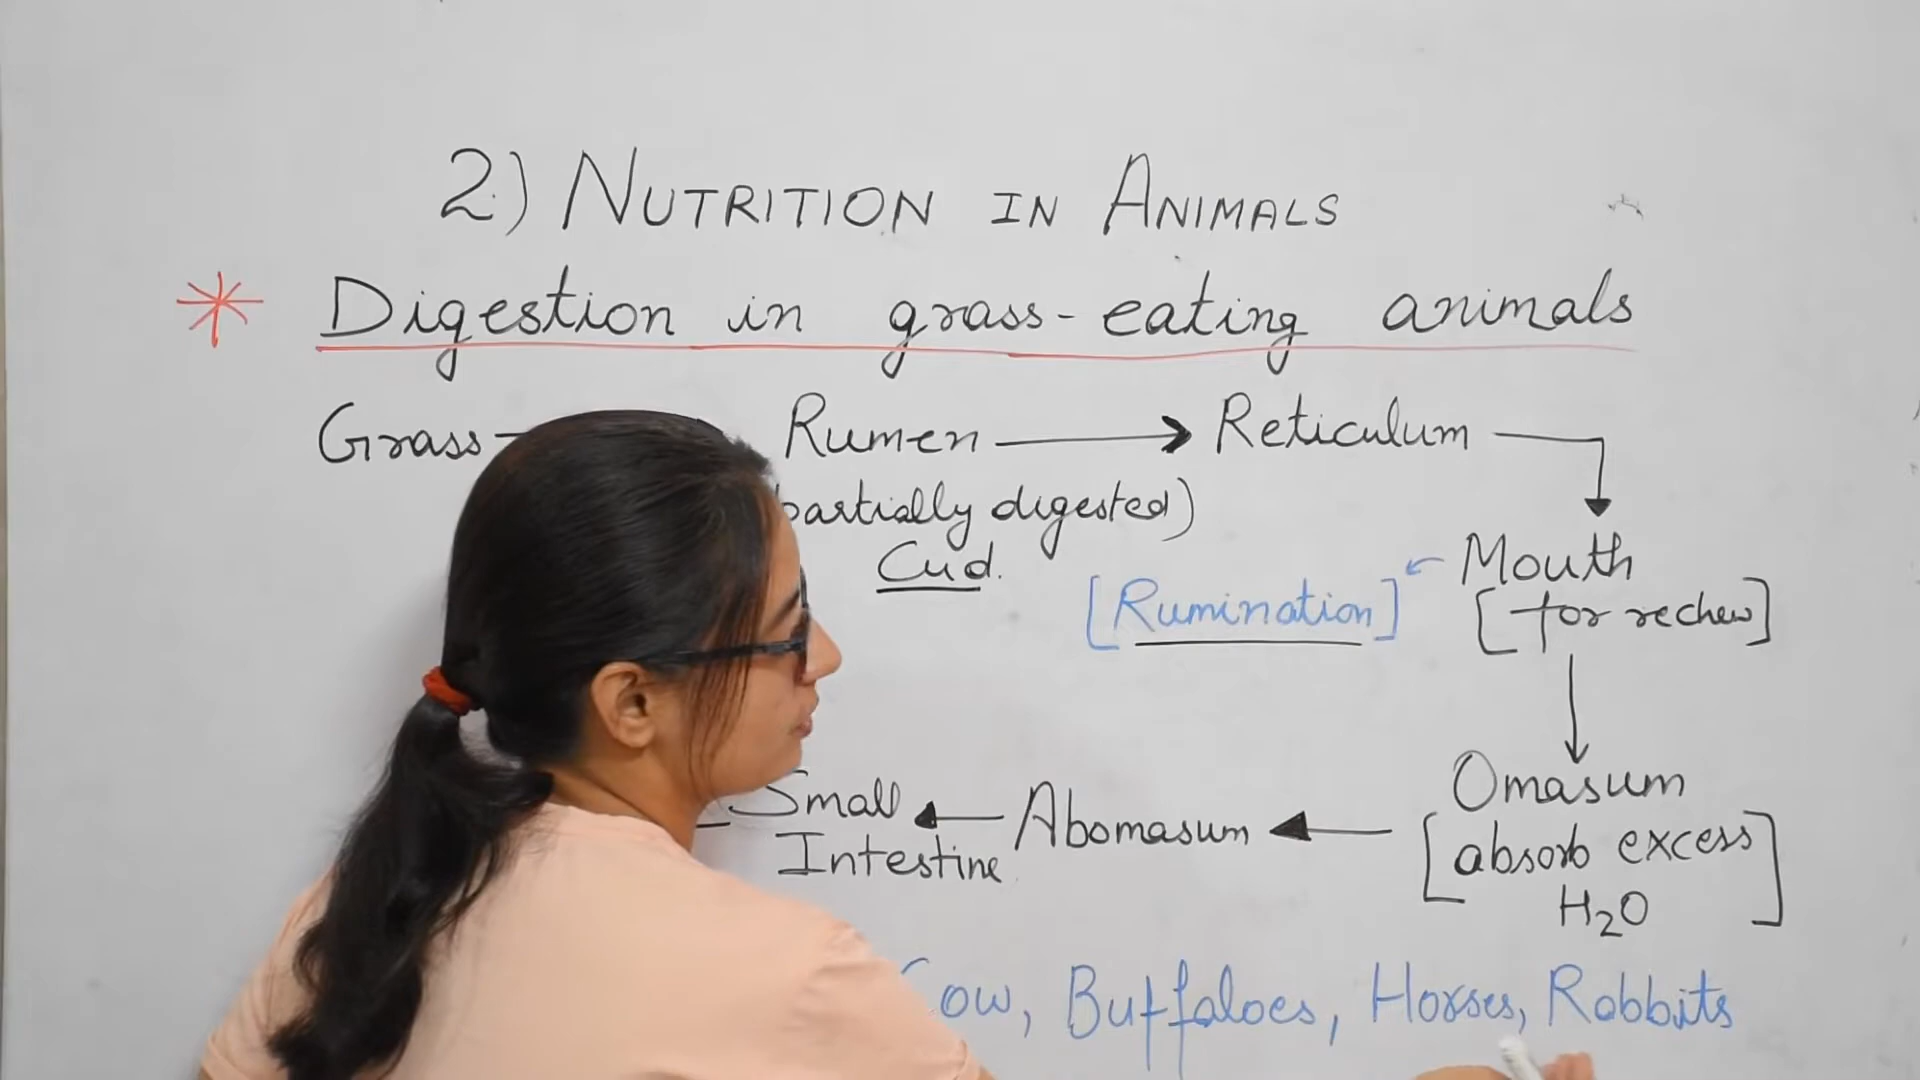 2) NUTRITION IN ANIMALS
Digestion in grass-eating animals
Grass Rumen Reticulum
partially digested)
Cud.
Mouth
[Rumination]
[for rechew]
Omasum
Small Abomasum
Intestine
[absorb excess
H2O]
Cow, Buffaloes, Horses, Rabbits